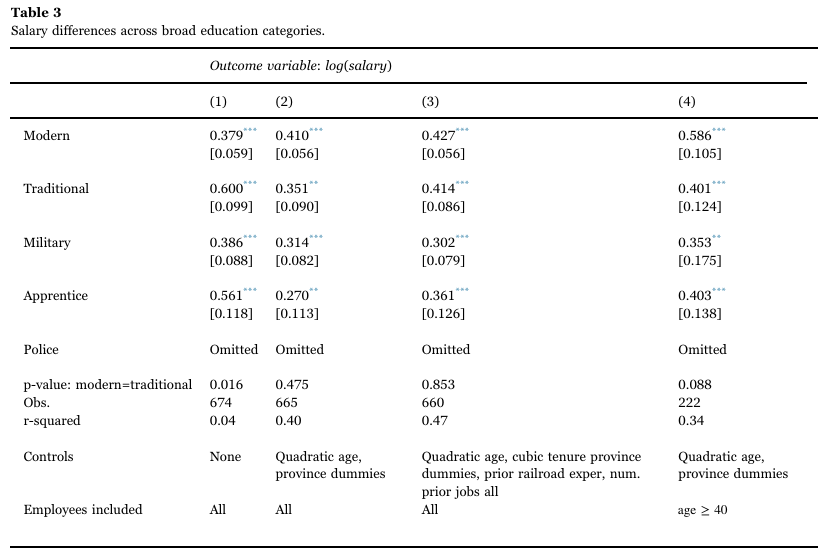 Table 3
Salary differences across broad education categories.
Outcome variable: log(salary)
(1) (2) (3) (4)
Modern 0.379*** 0.410*** 0.427*** 0.586***
[0.059] [0.056] [0.056] [0.105]
Traditional 0.600*** 0.351** 0.414*** 0.401***
[0.099] [0.090] [0.086] [0.124]
Military 0.386*** 0.314*** 0.302*** 0.353**
[0.088] [0.082] [0.079] [0.175]
Apprentice 0.561*** 0.270** 0.361*** 0.403***
[0.118] [0.113] [0.126] [0.138]
Police Omitted Omitted Omitted Omitted
p-value: modern=traditional 0.016 0.475 0.853 0.088
Obs. 674 665 660 222
r-squared 0.04 0.40 0.47 0.34
Controls None Quadratic age, Quadratic age, cubic tenure province Quadratic age,
province dummies dummies, prior railroad exper, num. province dummies
prior jobs all
Employees included All All All age ≥ 40